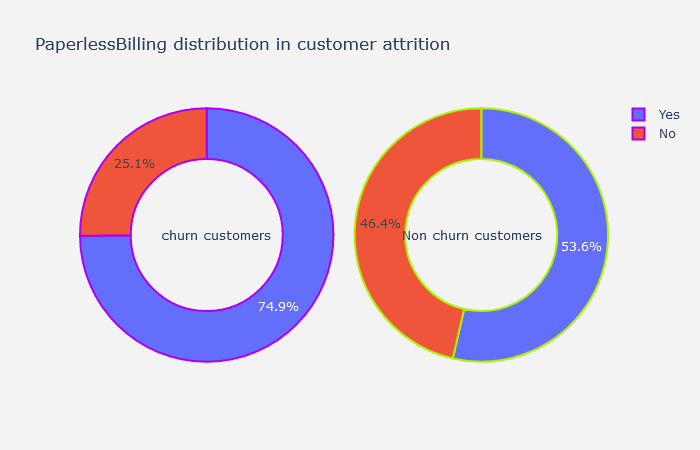 PaperlessBilling distribution in customer attrition
Yes
No
25.1%
churn customers
74.9%
46.4%
Non churn customers
53.6%